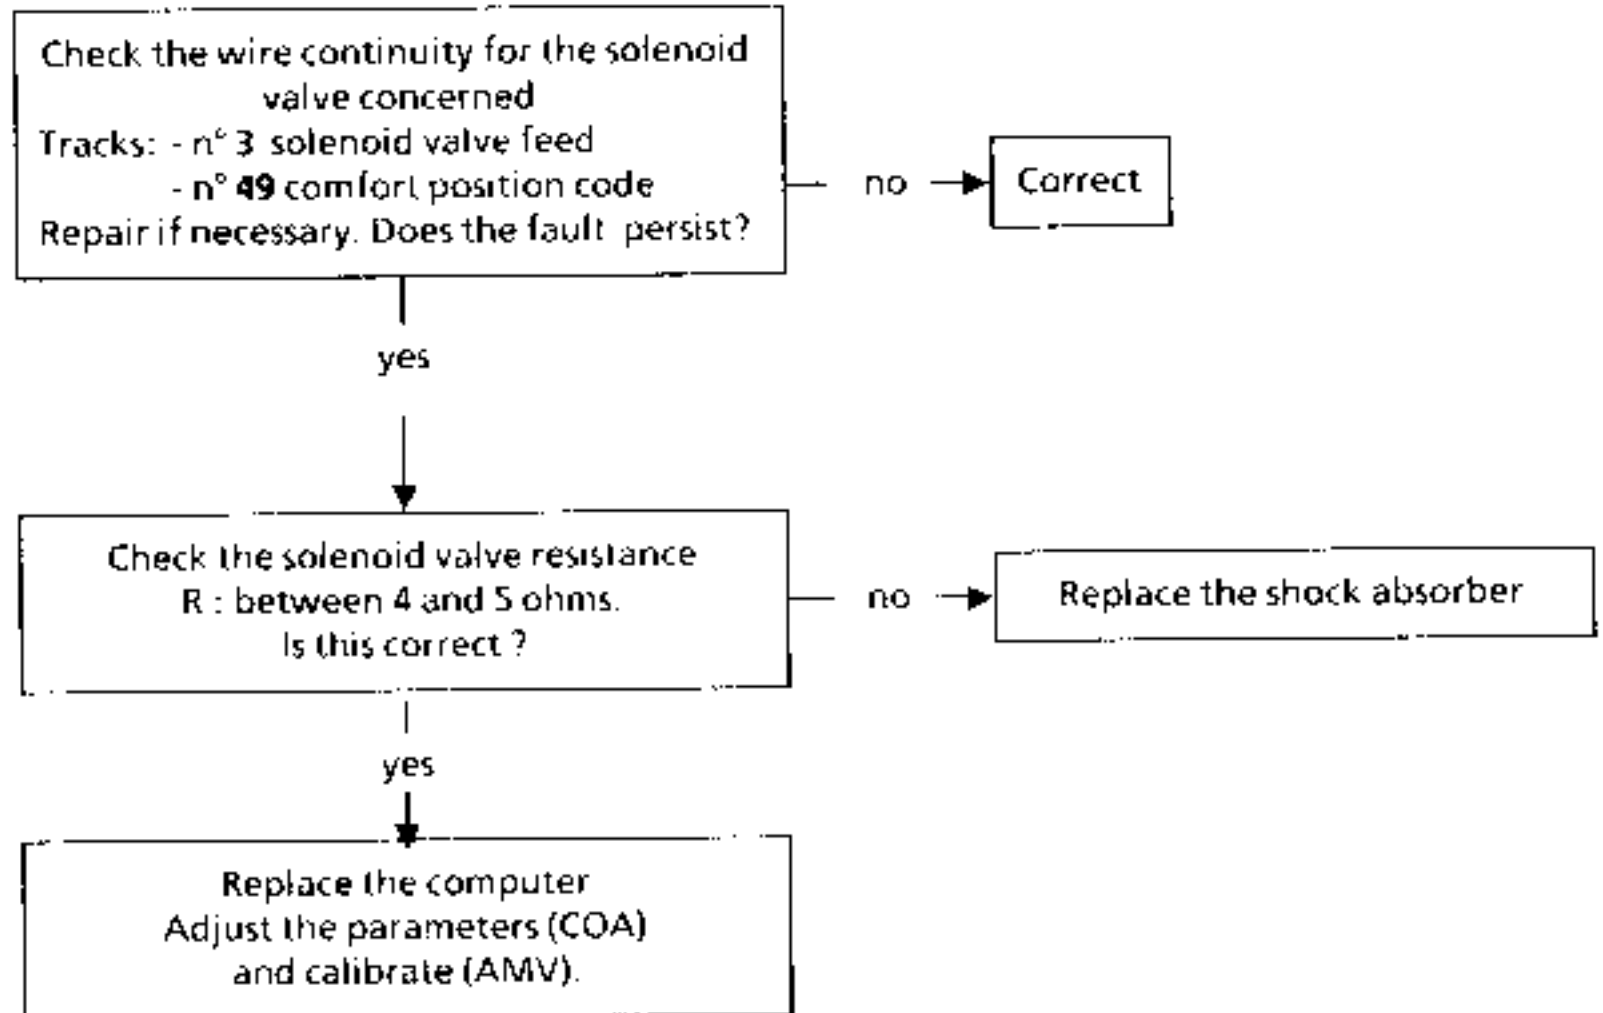 Check the wire continuity for the solenoid
valve concerned
Tracks: - n° 3 solenoid valve feed
- n° 49 comfort position code
Repair if necessary. Does the fault persist?
no
Correct
yes
Check the solenoid valve resistance
R : between 4 and 5 ohms.
Is this correct ?
no
Replace the shock absorber
yes
Replace the computer
Adjust the parameters (COA)
and calibrate (AMV).